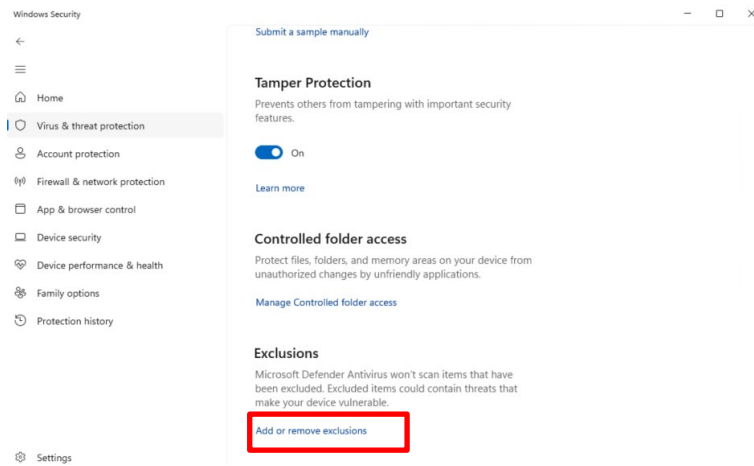 Windows Security
Home
Virus & threat protection
Account protection
Firewall & network protection
App & browser control
Device security
Device performance & health
Family options
Protection history
Settings
Submit a sample manually
Tamper Protection
Prevents others from tampering with important security
features.
On
Learn more
Controlled folder access
Protect files, folders, and memory areas on your device from
unauthorized changes by unfriendly applications.
Manage Controlled folder access
Exclusions
Microsoft Defender Antivirus won't scan items that have
been excluded. Excluded items could contain threats that
make your device vulnerable.
Add or remove exclusions